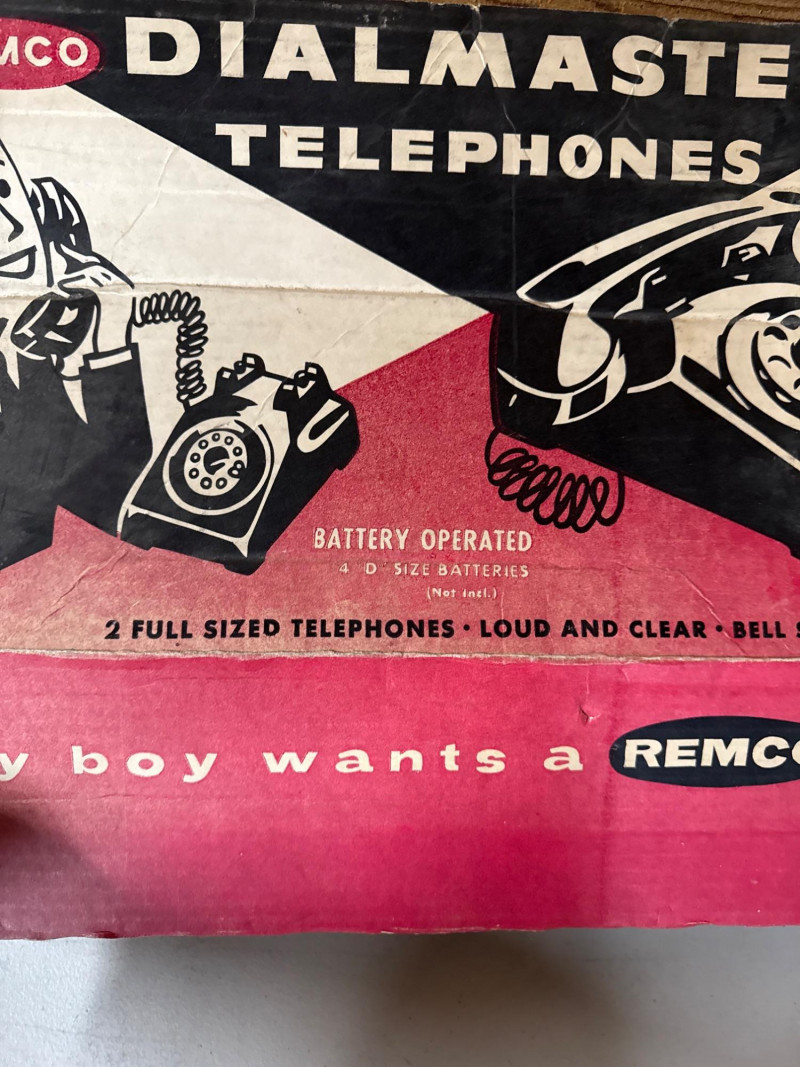 MCO DIALMASTE
TELEPHONES
BATTERY OPERATED
4 "D" SIZE BATTERIES
(Not incl.)
2 FULL SIZED TELEPHONES • LOUD AND CLEAR • BELL S
y boy wants a REMCO